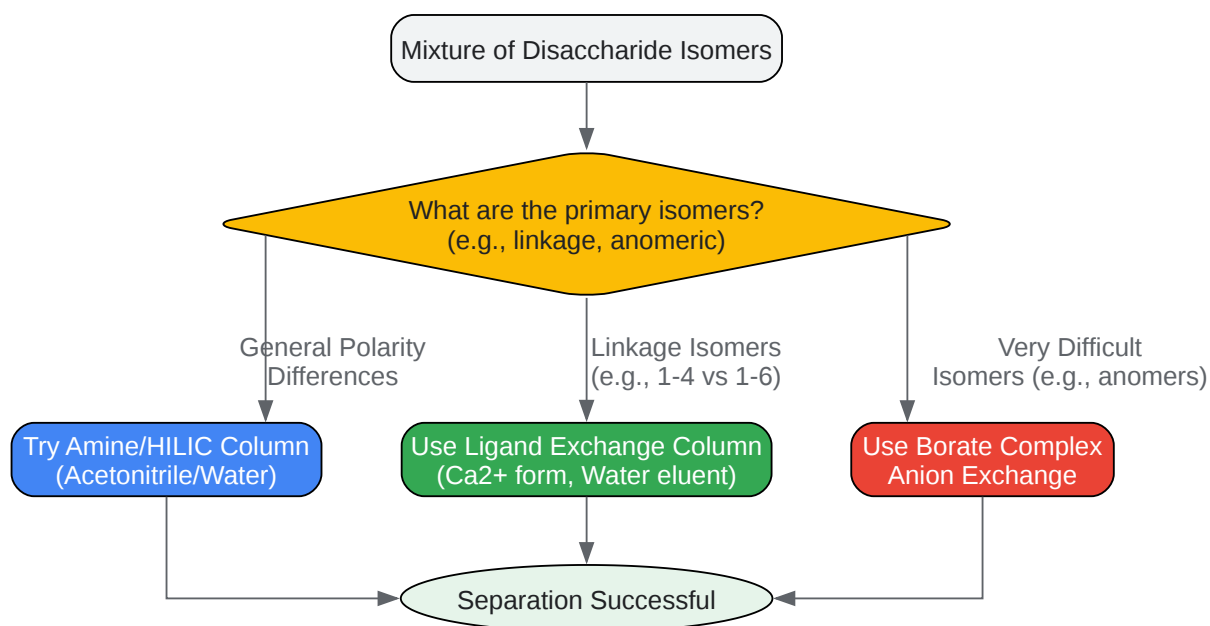 Mixture of Disaccharide Isomers
What are the primary isomers?
(e.g., linkage, anomeric)
General Polarity
Differences
Linkage Isomers
(e.g., 1-4 vs 1-6)
Very Difficult
Isomers (e.g., anomers)
Try Amine/HILIC Column
(Acetonitrile/Water)
Use Ligand Exchange Column
(Ca2+ form, Water eluent)
Use Borate Complex
Anion Exchange
Separation Successful